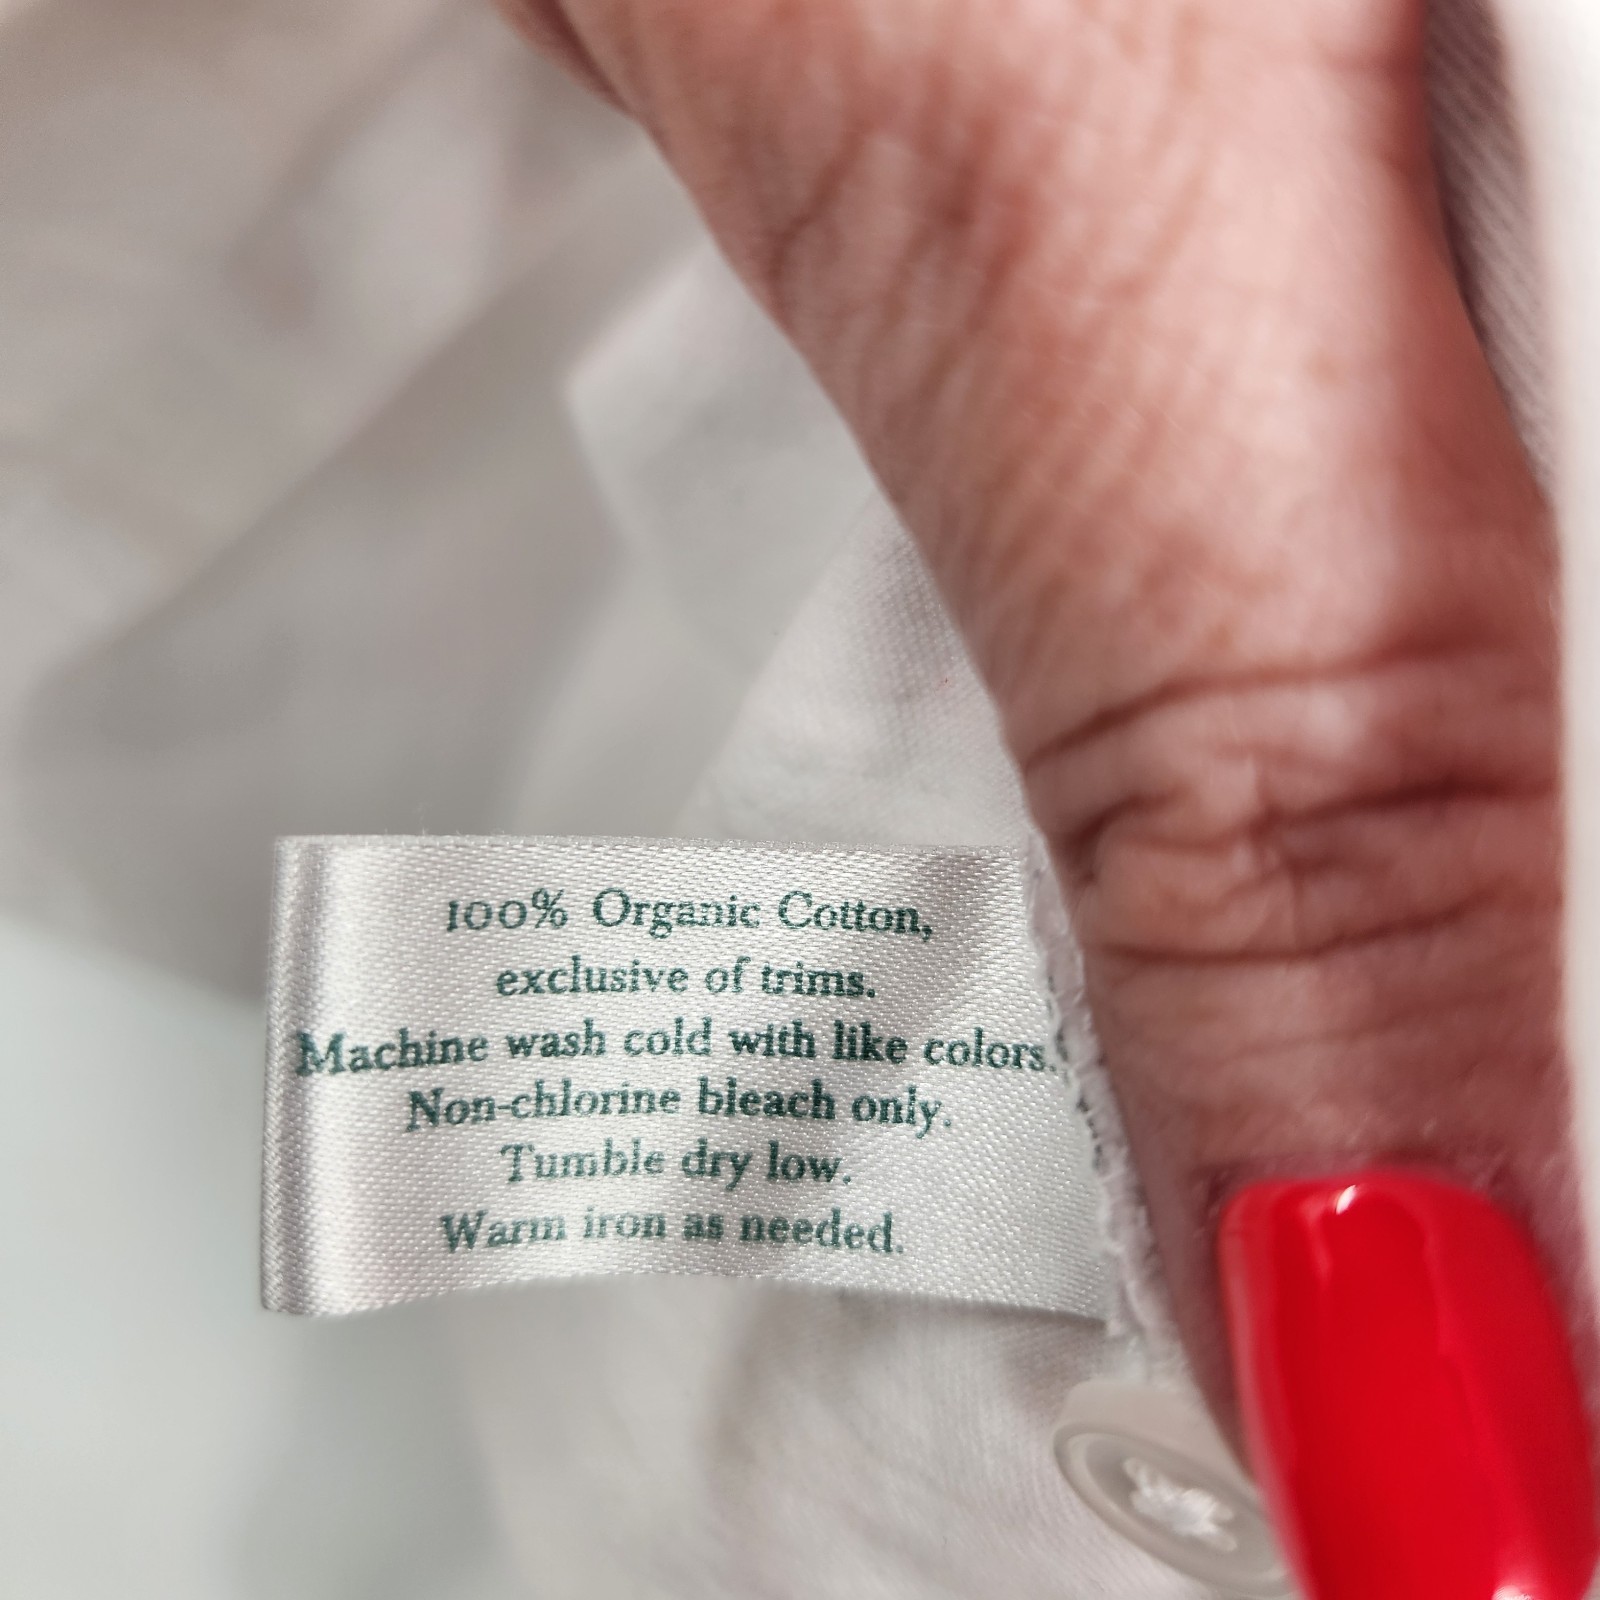 100% Organic Cotton,
exclusive of trims.
Machine wash cold with like colors.
Non-chlorine bleach only.
Tumble dry low.
Warm iron as needed.